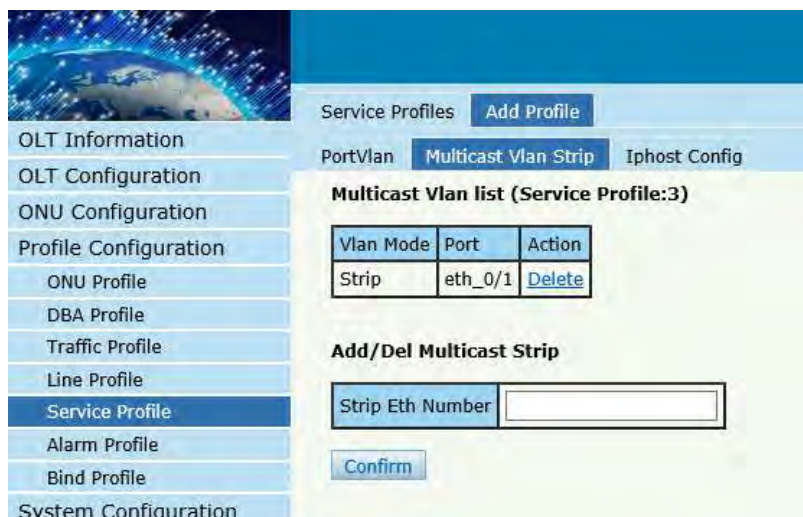 Service Profiles Add Profile
PortVlan Multicast Vlan Strip Iphost Config
OLT Information
OLT Configuration
ONU Configuration
Profile Configuration
ONU Profile
DBA Profile
Traffic Profile
Line Profile
Service Profile
Alarm Profile
Bind Profile
System Configuration
Multicast Vlan list (Service Profile:3)
Vlan Mode Port Action
Strip eth_0/1 Delete
Add/Del Multicast Strip
Strip Eth Number
Confirm